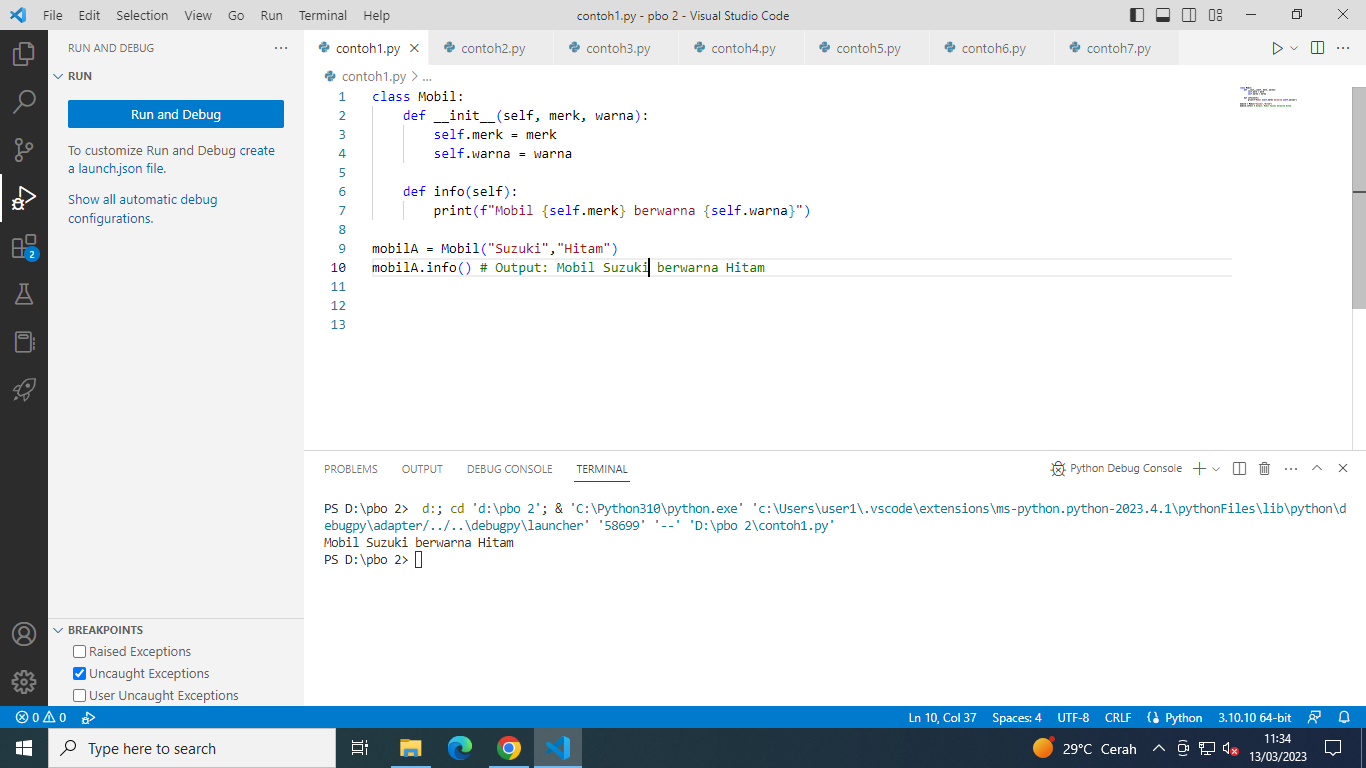 File Edit Selection View Go Run Terminal Help contoh1.py - pbo 2 - Visual Studio Code
RUN AND DEBUG ···
RUN
Run and Debug
To customize Run and Debug create
a launch.json file.
Show all automatic debug
configurations.
2
contoh1.py contoh2.py contoh3.py contoh4.py contoh5.py contoh6.py contoh7.py
contoh1.py > ...
1 class Mobil:
2     def __init__(self, merk, warna):
3         self.merk = merk
4         self.warna = warna
5
6     def info(self):
7         print(f"Mobil {self.merk} berwarna {self.warna}")
8
9 mobilA = Mobil("Suzuki","Hitam")
10 mobilA.info() # Output: Mobil Suzuki berwarna Hitam
11
12
13
PROBLEMS OUTPUT DEBUG CONSOLE TERMINAL Python Debug Console
PS D:\pbo 2>  d:; cd 'd:\pbo 2'; & 'C:\Python310\python.exe' 'c:\Users\user1\.vscode\extensions\ms-python.python-2023.4.1\pythonFiles\lib\python\d
ebugpy\adapter/../..\debugpy\launcher' '58699' '--' 'D:\pbo 2\contoh1.py'
Mobil Suzuki berwarna Hitam
PS D:\pbo 2>
BREAKPOINTS
Raised Exceptions
Uncaught Exceptions
User Uncaught Exceptions
0 0 Ln 10, Col 37 Spaces: 4 UTF-8 CRLF Python 3.10.10 64-bit
Type here to search 29°C Cerah 11:34
13/03/2023